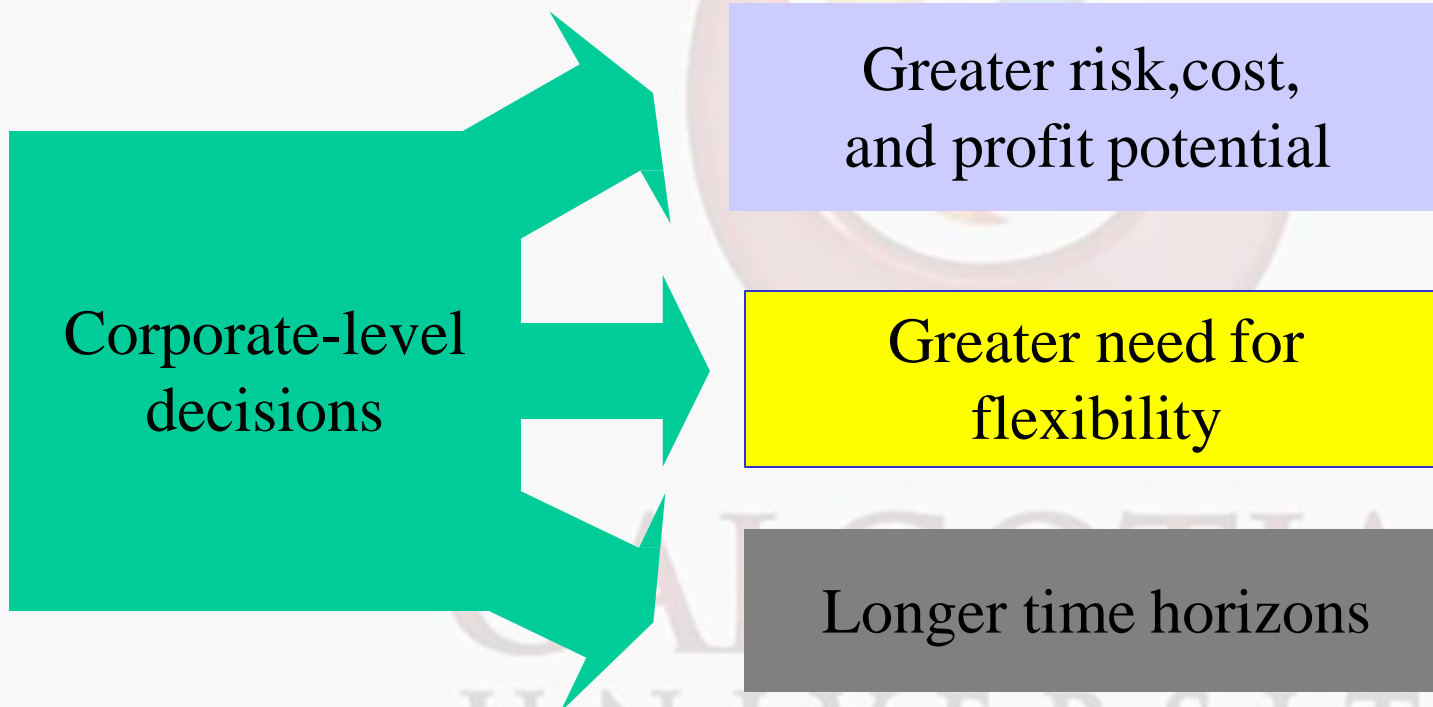 Greater risk,cost,
and profit potential
Corporate-level
decisions
Greater need for
flexibility
Longer time horizons